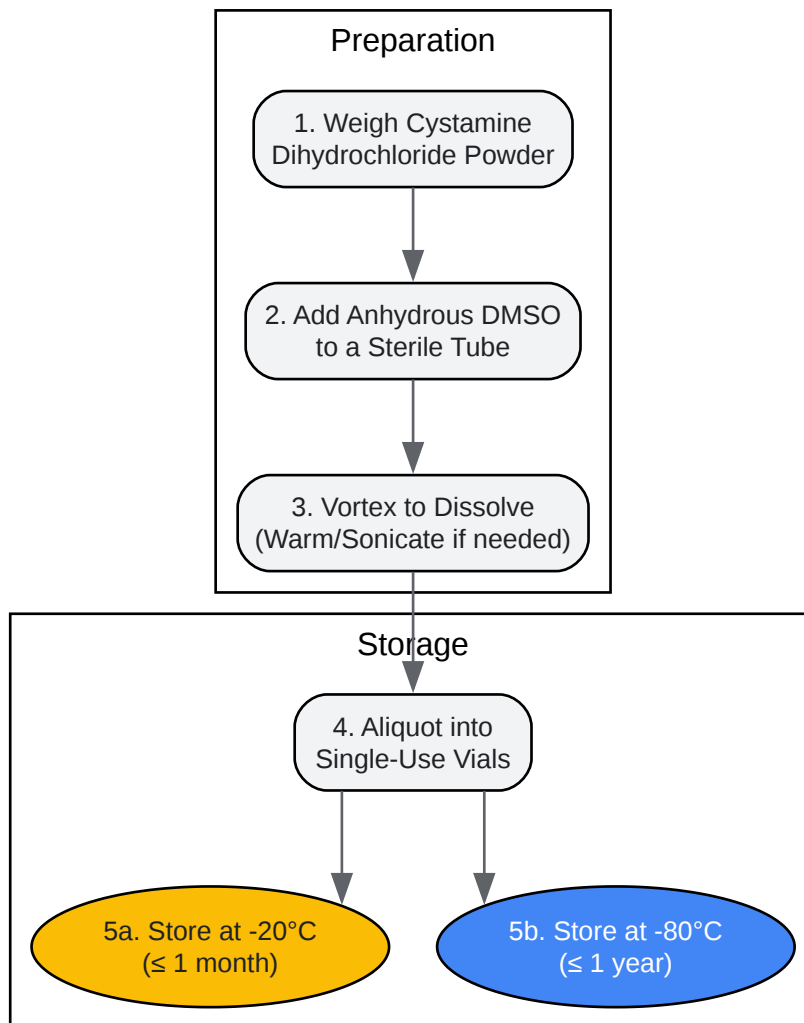 Preparation
1. Weigh Cystamine
Dihydrochloride Powder
2. Add Anhydrous DMSO
to a Sterile Tube
3. Vortex to Dissolve
(Warm/Sonicate if needed)
Storage
4. Aliquot into
Single-Use Vials
5a. Store at -20°C
(≤ 1 month)
5b. Store at -80°C
(≤ 1 year)